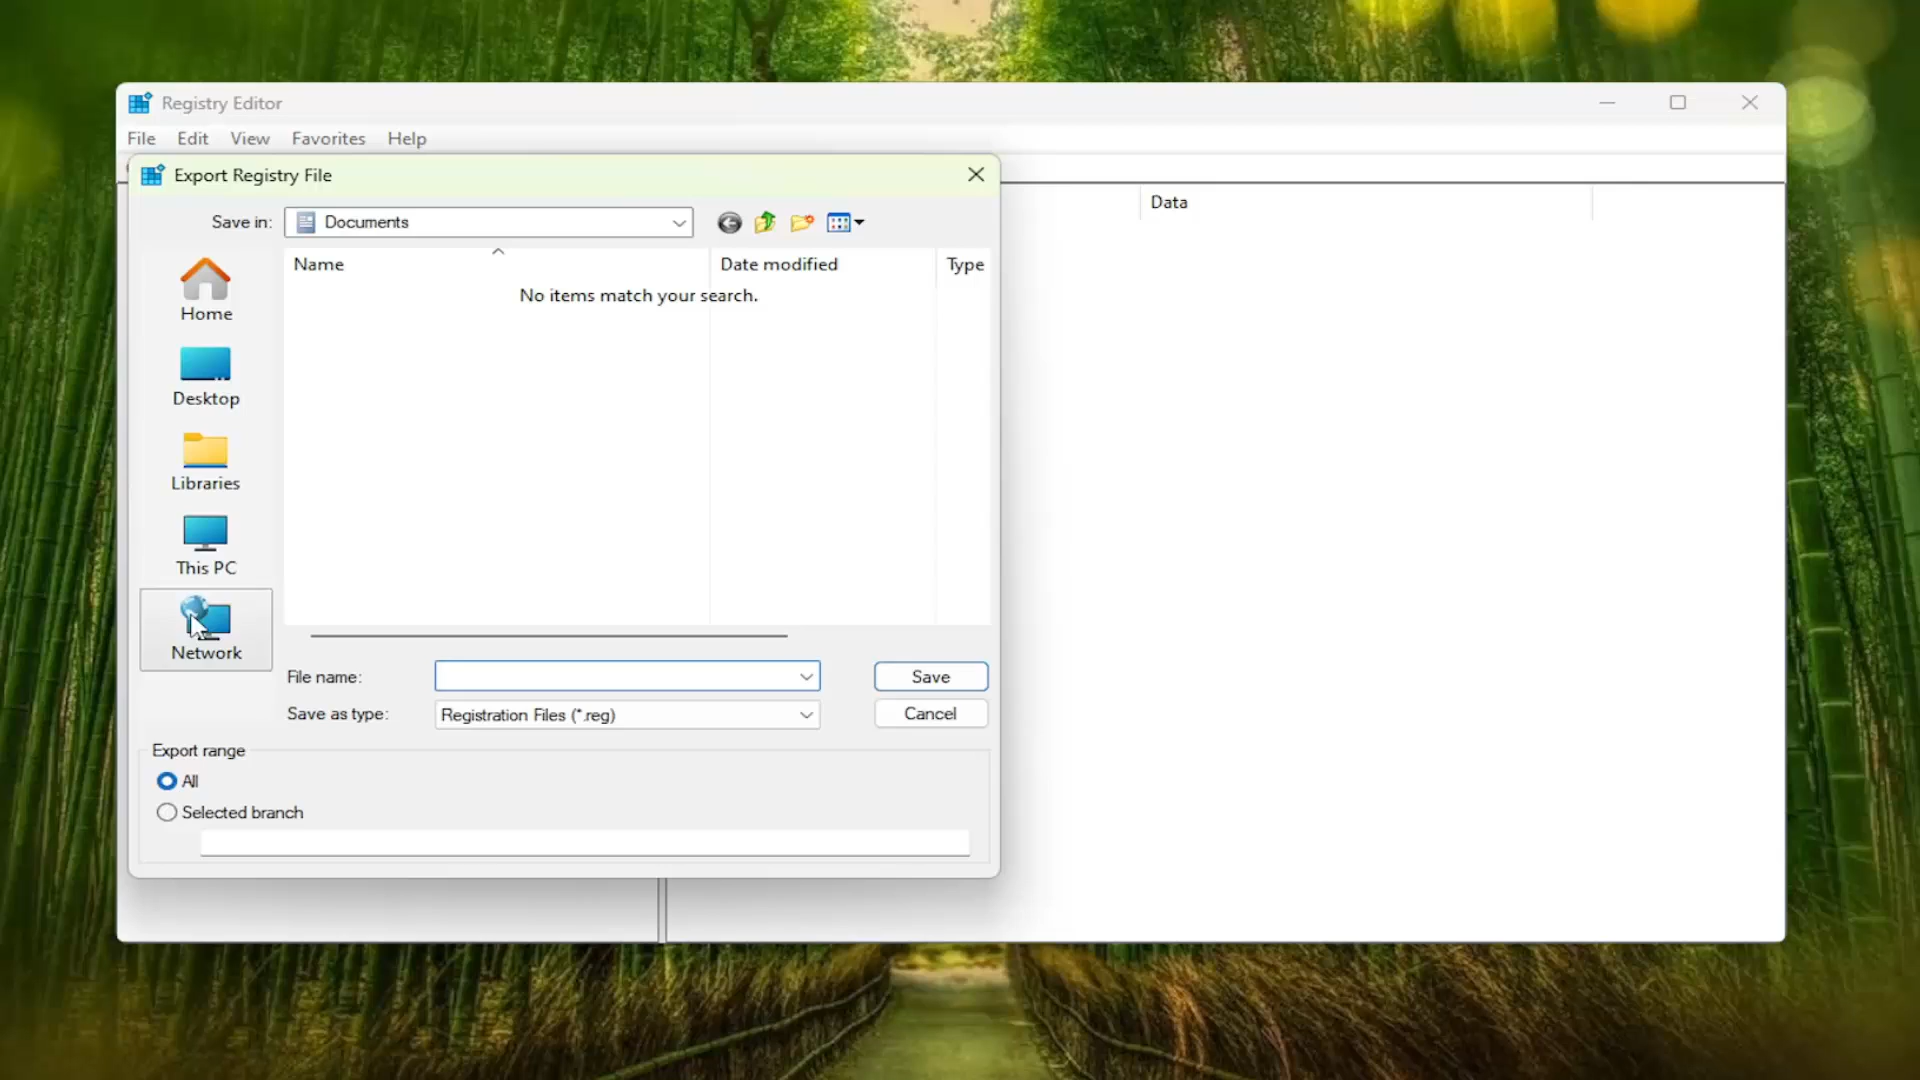 Registry Editor
File Edit View Favorites Help
Export Registry File
Data
Save in: Documents
Name Date modified Type
No items match your search.
Home
Desktop
Libraries
This PC
Network
File name: Save
Save as type: Registration Files (*.reg) Cancel
Export range
All
Selected branch